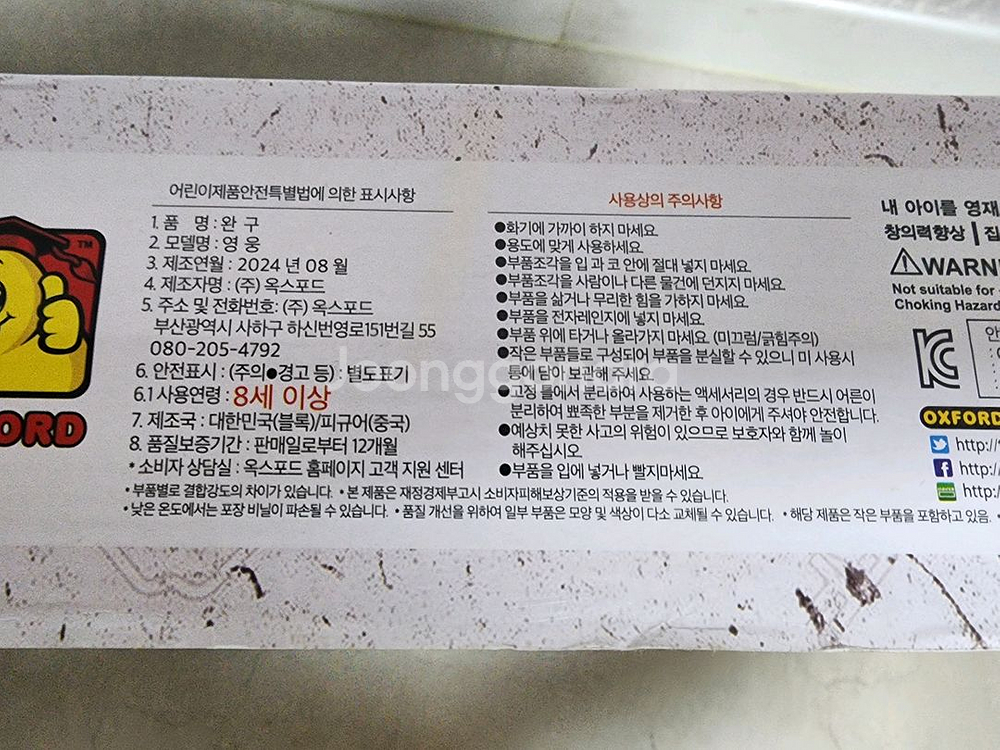 어린이제품안전특별법에 의한 표시사항
1. 품 명 : 완 구
2. 모델명 : 영 웅
3. 제조연월 : 2024 년 08 월
4. 제조자명 : (주) 옥스포드
5. 주소 및 전화번호: (주) 옥스포드
부산광역시 사하구 하신번영로151번길 55
080-205-4792
6. 안전표시 : (주의●경고 등) : 별도표기
6.1 사용연령 : 8세 이상
7. 제조국 : 대한민국(블록)/피규어(중국)
8. 품질보증기간 : 판매일로부터 12개월
* 소비자 상담실 : 옥스포드 홈페이지 고객 지원 센터
사용상의 주의사항
●화기에 가까이 하지 마세요.
●용도에 맞게 사용하세요.
●부품조각을 입 과 코 안에 절대 넣지 마세요.
●부품조각을 사람이나 다른 물건에 던지지 마세요.
●부품을 삶거나 무리한 힘을 가하지 마세요.
●부품을 전자레인지에 넣지 마세요.
●부품 위에 타거나 올라가지 마세요. (미끄럼/긁힘주의)
●작은 부품들로 구성되어 부품을 분실할 수 있으니 미 사용시
통에 담아 보관해 주세요.
●고정 틀에서 분리하여 사용하는 액세서리의 경우 반드시 어른이
분리하여 뾰족한 부분을 제거한 후 아이에게 주셔야 안전합니다.
●예상치 못한 사고의 위험이 있으므로 보호자와 함께 놀이
해주십시오.
●부품을 입에 넣거나 빨지마세요.
• 부품별로 결합강도의 차이가 있습니다. • 본 제품은 재정경제부고시 소비자피해보상기준의 적용을 받을 수 있습니다.
• 낮은 온도에서는 포장 비닐이 파손될 수 있습니다. • 품질 개선을 위하여 일부 부품은 모양 및 색상이 다소 교체될 수 있습니다. • 해당 제품은 작은 부품을 포함하고 있음.
내 아이를 영재
창의력향상 | 집
WARNI
Not suitable for
Choking Hazard
OXFORD
http://
http://
http:/
TM
ORD